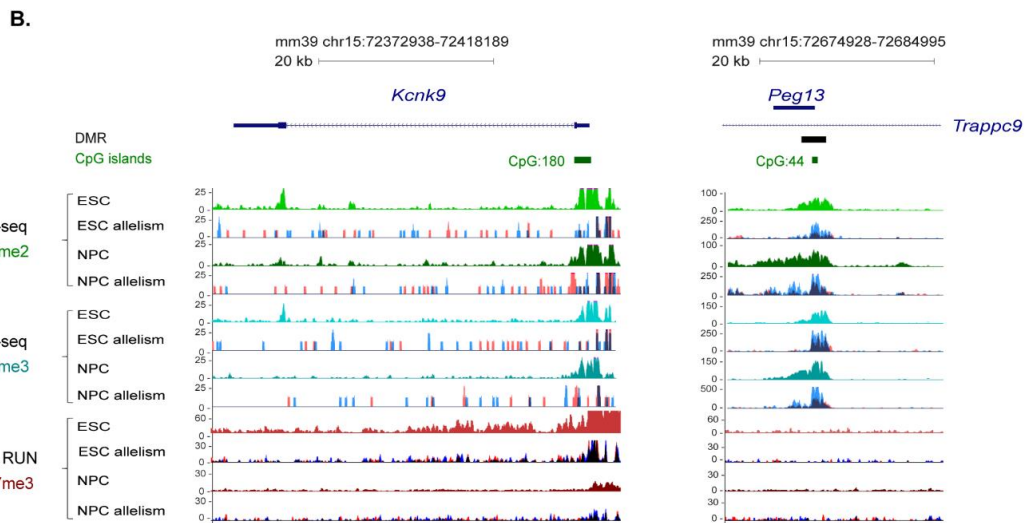 B.
mm39 chr15:72372938-72418189
mm39 chr15:72674928-72684995
20 kb
20 kb
Kcnk9
Peg13
Trappc9
DMR
CpG islands
CpG:180
CpG:44
-seq
me2
ESC
25
0
100
0
ESC allelism
25
0
250
0
NPC
25
0
100
0
NPC allelism
25
0
250
0
-seq
me3
ESC
25
0
150
0
ESC allelism
25
0
250
0
NPC
25
0
150
0
NPC allelism
25
0
500
0
RUN
7me3
ESC
60
0
60
0
ESC allelism
30
0
30
0
NPC
30
0
30
0
NPC allelism
30
0
30
0